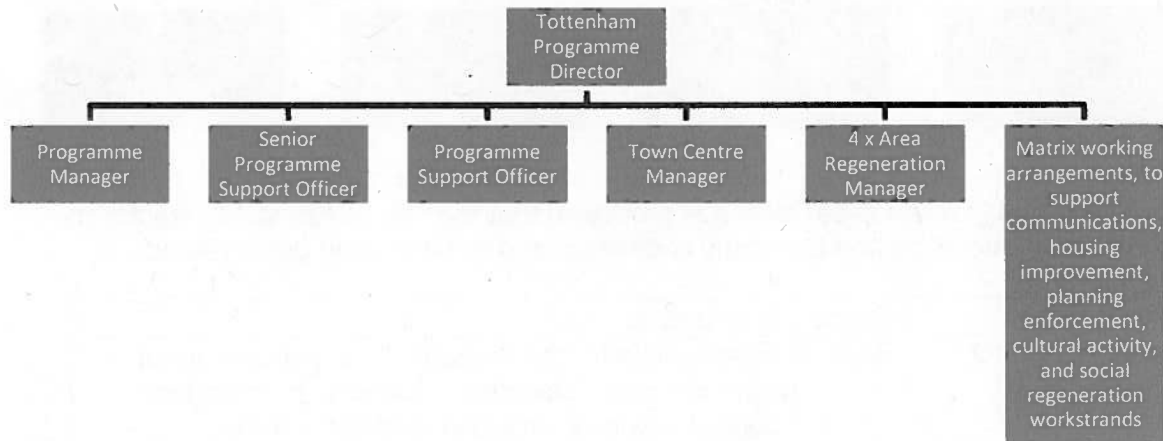 Tottenham
Programme
Director
Programme
Manager
Senior
Programme
Support Officer
Programme
Support Officer
Town Centre
Manager
4 x Area
Regeneration
Manager
Matrix working
arrangements, to
support
communications,
housing
improvement,
planning
enforcement,
cultural activity,
and social
regeneration
workstrands